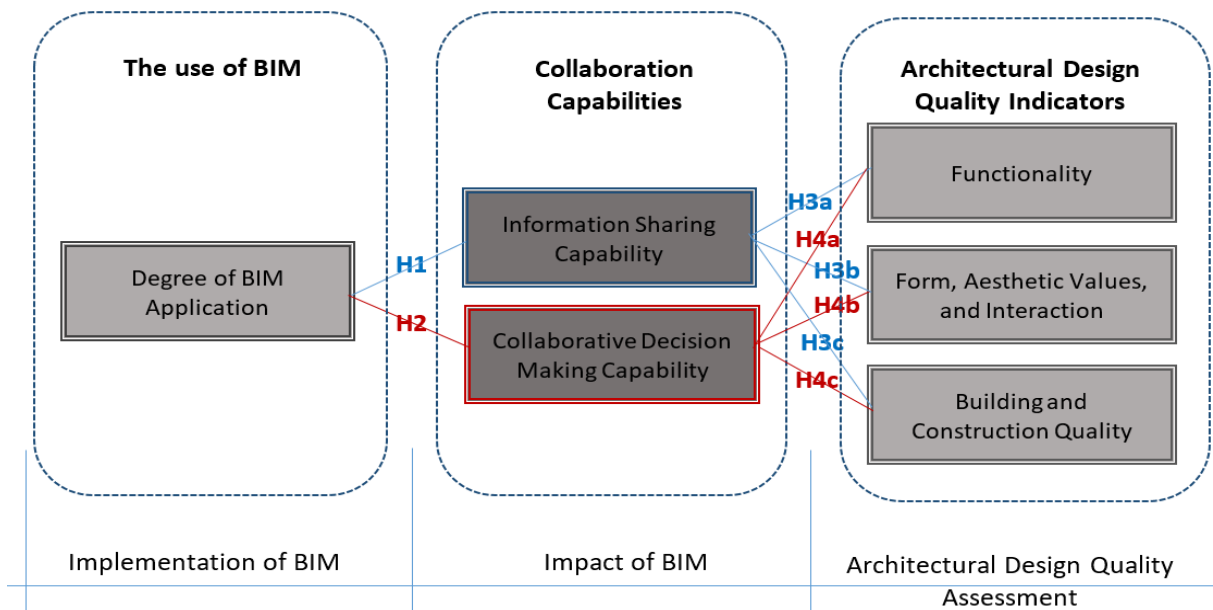 The use of BIM
Degree of BIM
Application
H1
H2
Collaboration
Capabilities
Information Sharing
Capability
Collaborative Decision
Making Capability
H3a
H4a
H3b
H4b
H3c
H4c
Architectural Design
Quality Indicators
Functionality
Form, Aesthetic Values,
and Interaction
Building and
Construction Quality
Implementation of BIM
Impact of BIM
Architectural Design Quality
Assessment